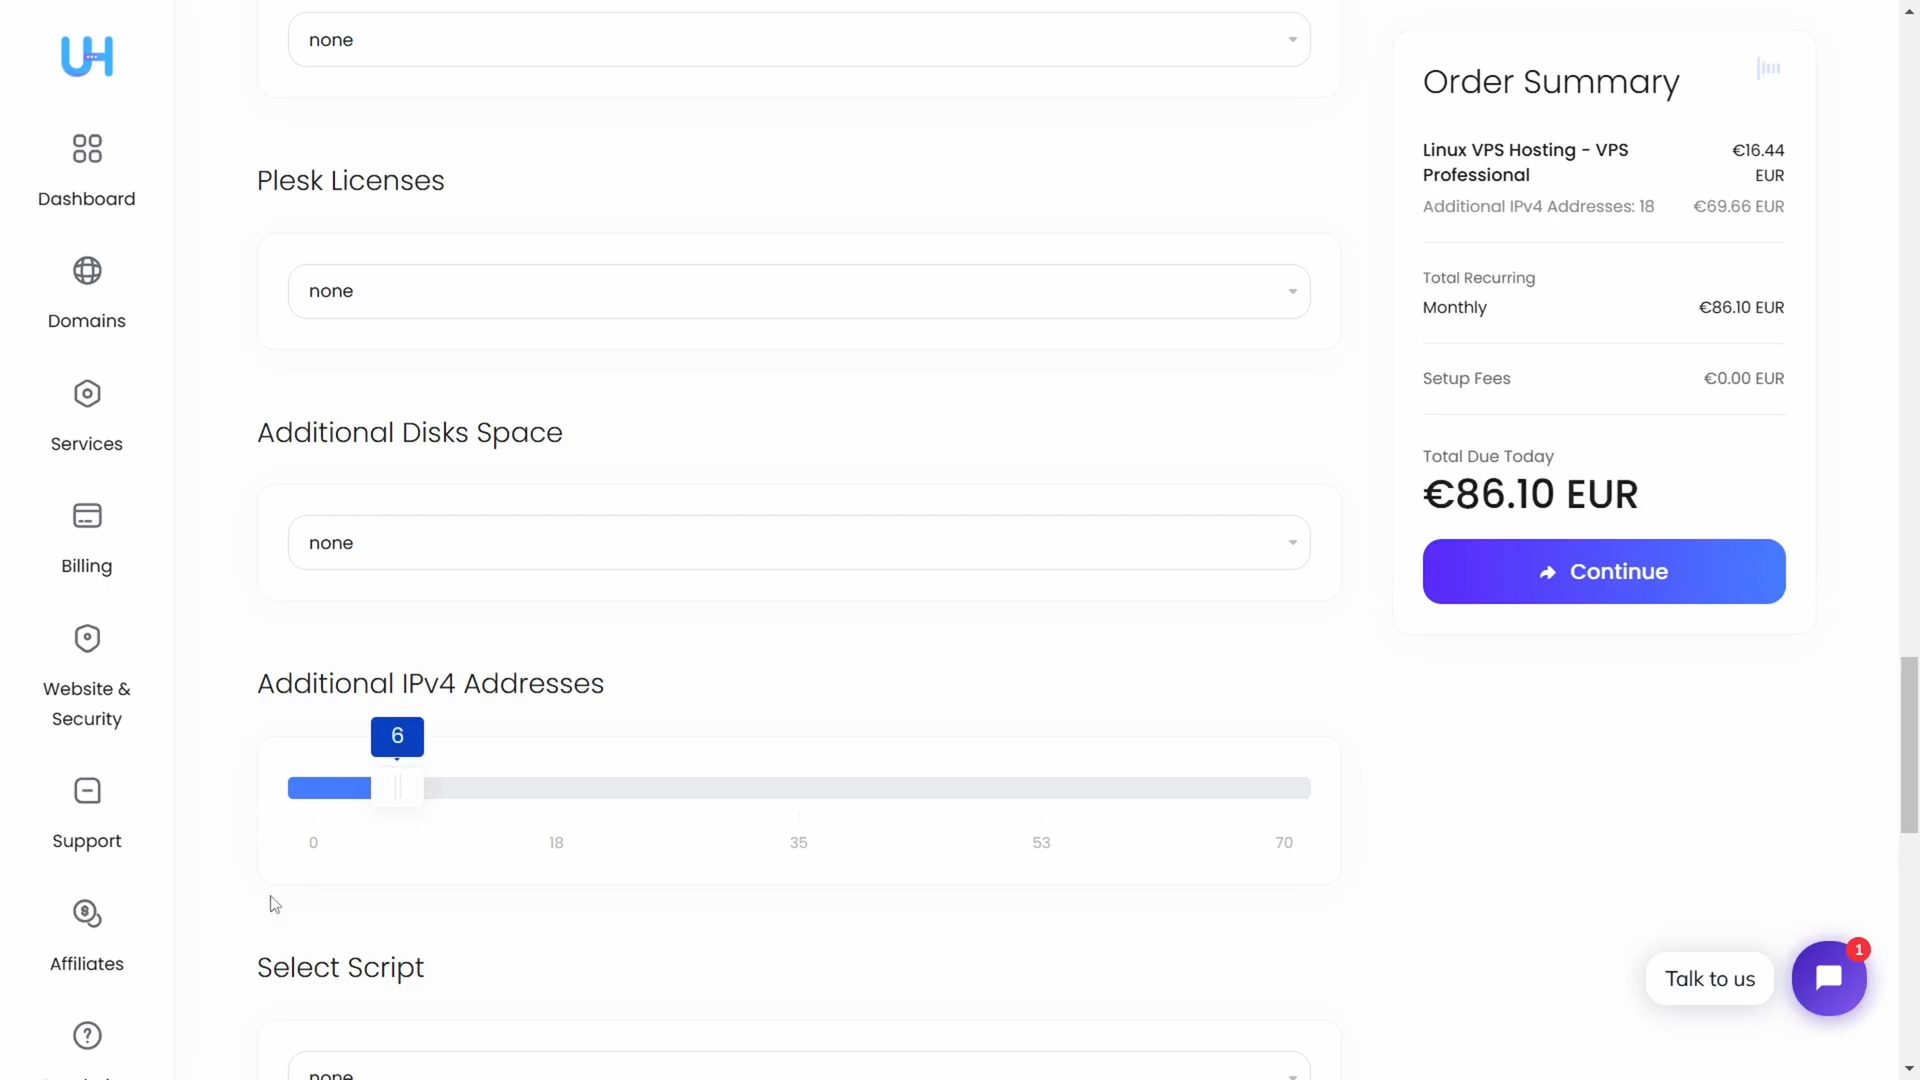 UH
Dashboard
Domains
Services
Billing
Website &
Security
Support
Affiliates
none
Plesk Licenses
none
Additional Disks Space
none
Additional IPv4 Addresses
6
0 18 35 53 70
Select Script
none
Order Summary
Linux VPS Hosting - VPS €16.44
Professional EUR
Additional IPv4 Addresses: 18 €69.66 EUR
Total Recurring
Monthly €86.10 EUR
Setup Fees €0.00 EUR
Total Due Today
€86.10 EUR
Continue
Talk to us
1